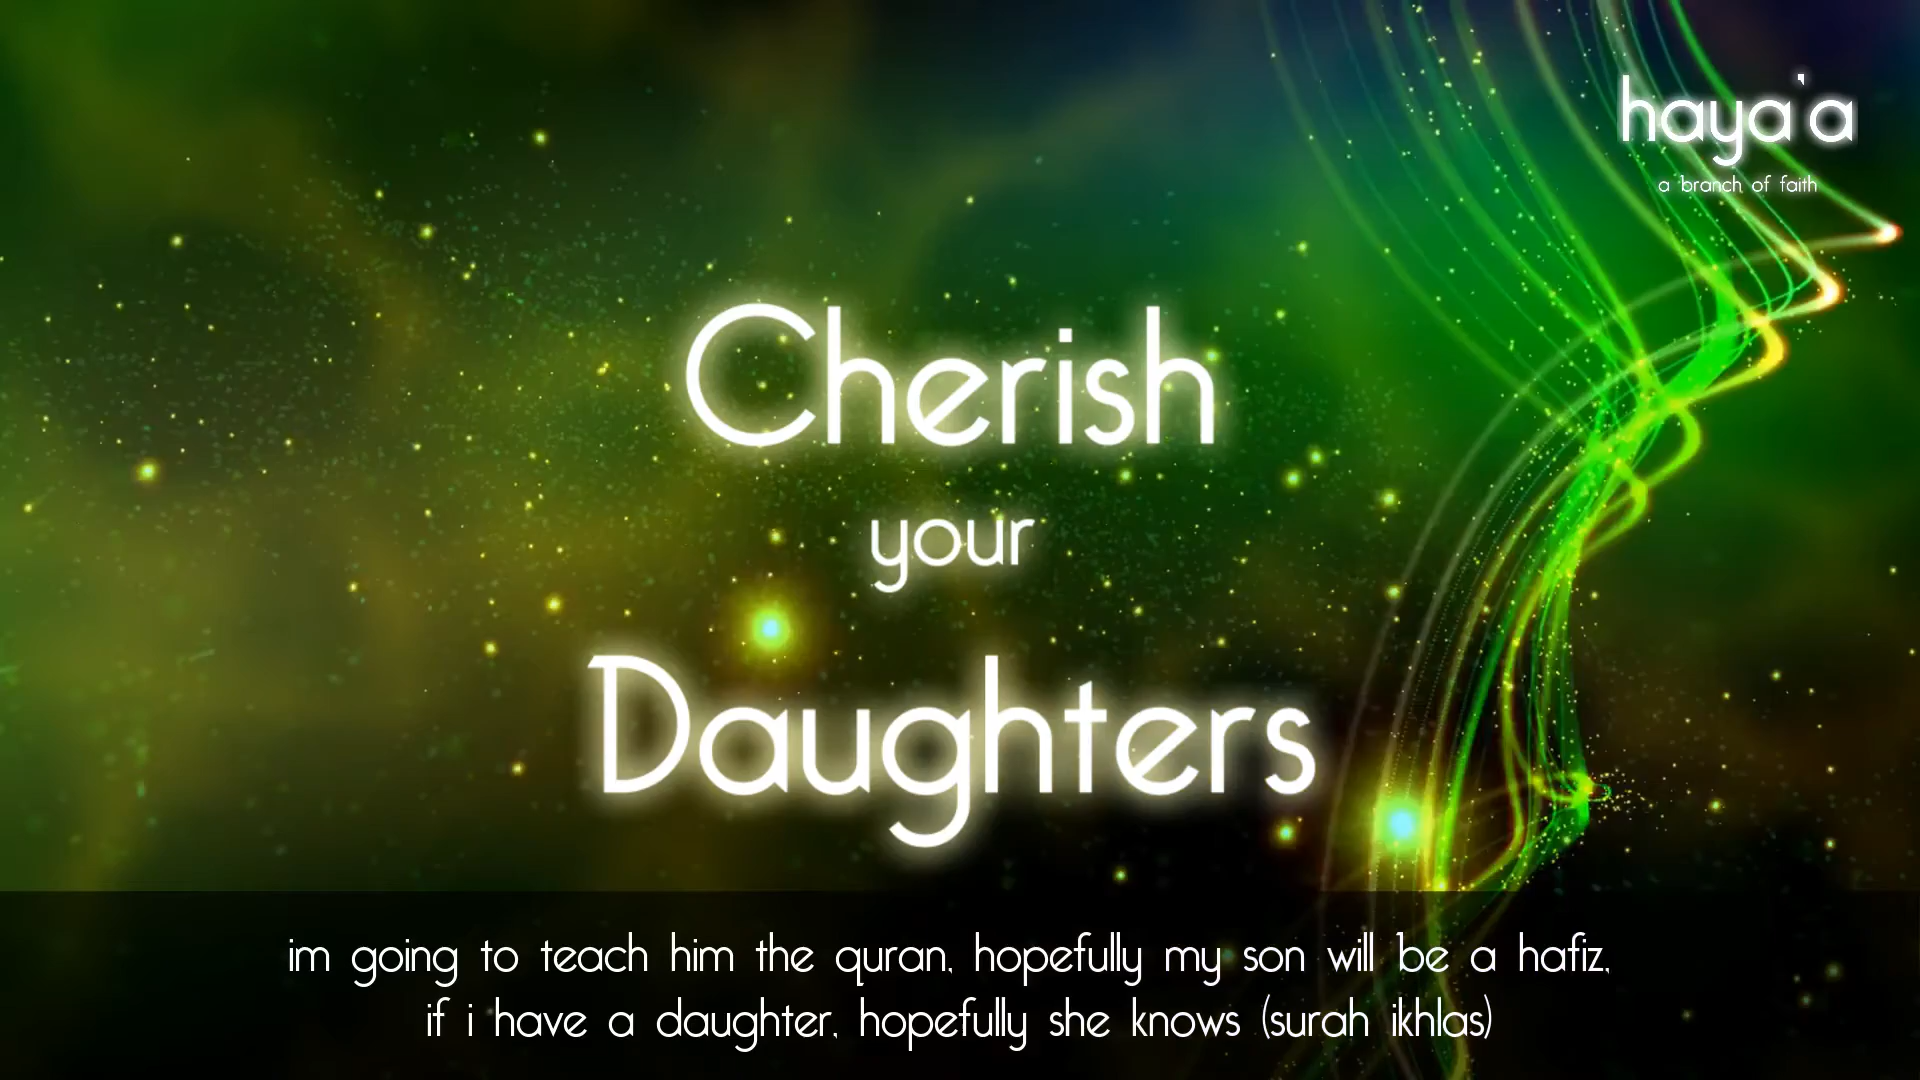 haya'a
a branch of faith
Cherish
your
Daughters
im going to teach him the quran, hopefully my son will be a hafiz,
if i have a daughter, hopefully she knows (surah ikhlas)